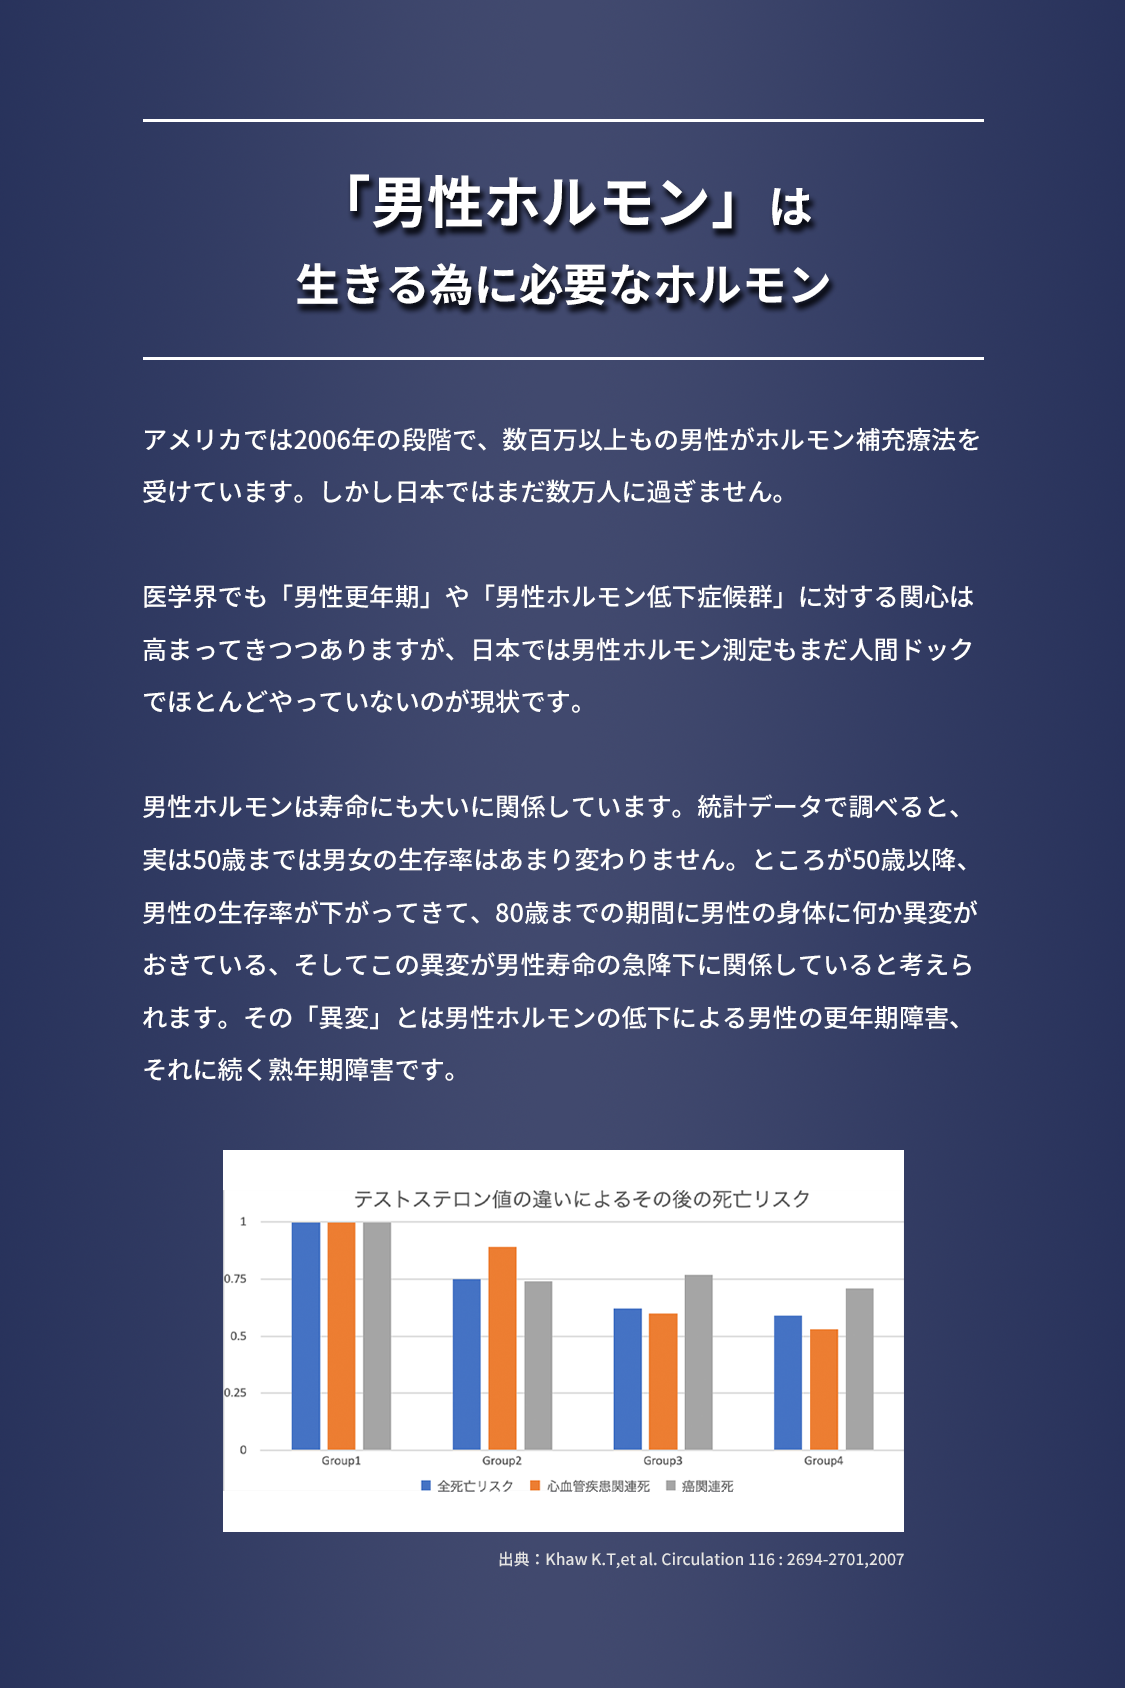 「男性ホルモン」は
生きる為に必要なホルモン
アメリカでは2006年の段階で、数百万以上もの男性がホルモン補充療法を
受けています。しかし日本ではまだ数万人に過ぎません。
医学界でも「男性更年期」や「男性ホルモン低下症候群」に対する関心は
高まってきつつありますが、日本では男性ホルモン測定もまだ人間ドック
でほとんどやっていないのが現状です。
男性ホルモンは寿命にも大いに関係しています。統計データで調べると、
実は50歳までは男女の生存率はあまり変わりません。ところが50歳以降、
男性の生存率が下がってきて、80歳までの期間に男性の身体に何か異変が
おきている、そしてこの異変が男性寿命の急降下に関係していると考えら
れます。その「異変」とは男性ホルモンの低下による男性の更年期障害、
それに続く熟年期障害です。
テストステロン値の違いによるその後の死亡リスク
1
0.75
0.5
0.25
0
Group1 Group2 Group3 Group4
全死亡リスク 心血管疾患関連死 癌関連死
出典：Khaw K.T,et al. Circulation 116 : 2694-2701,2007